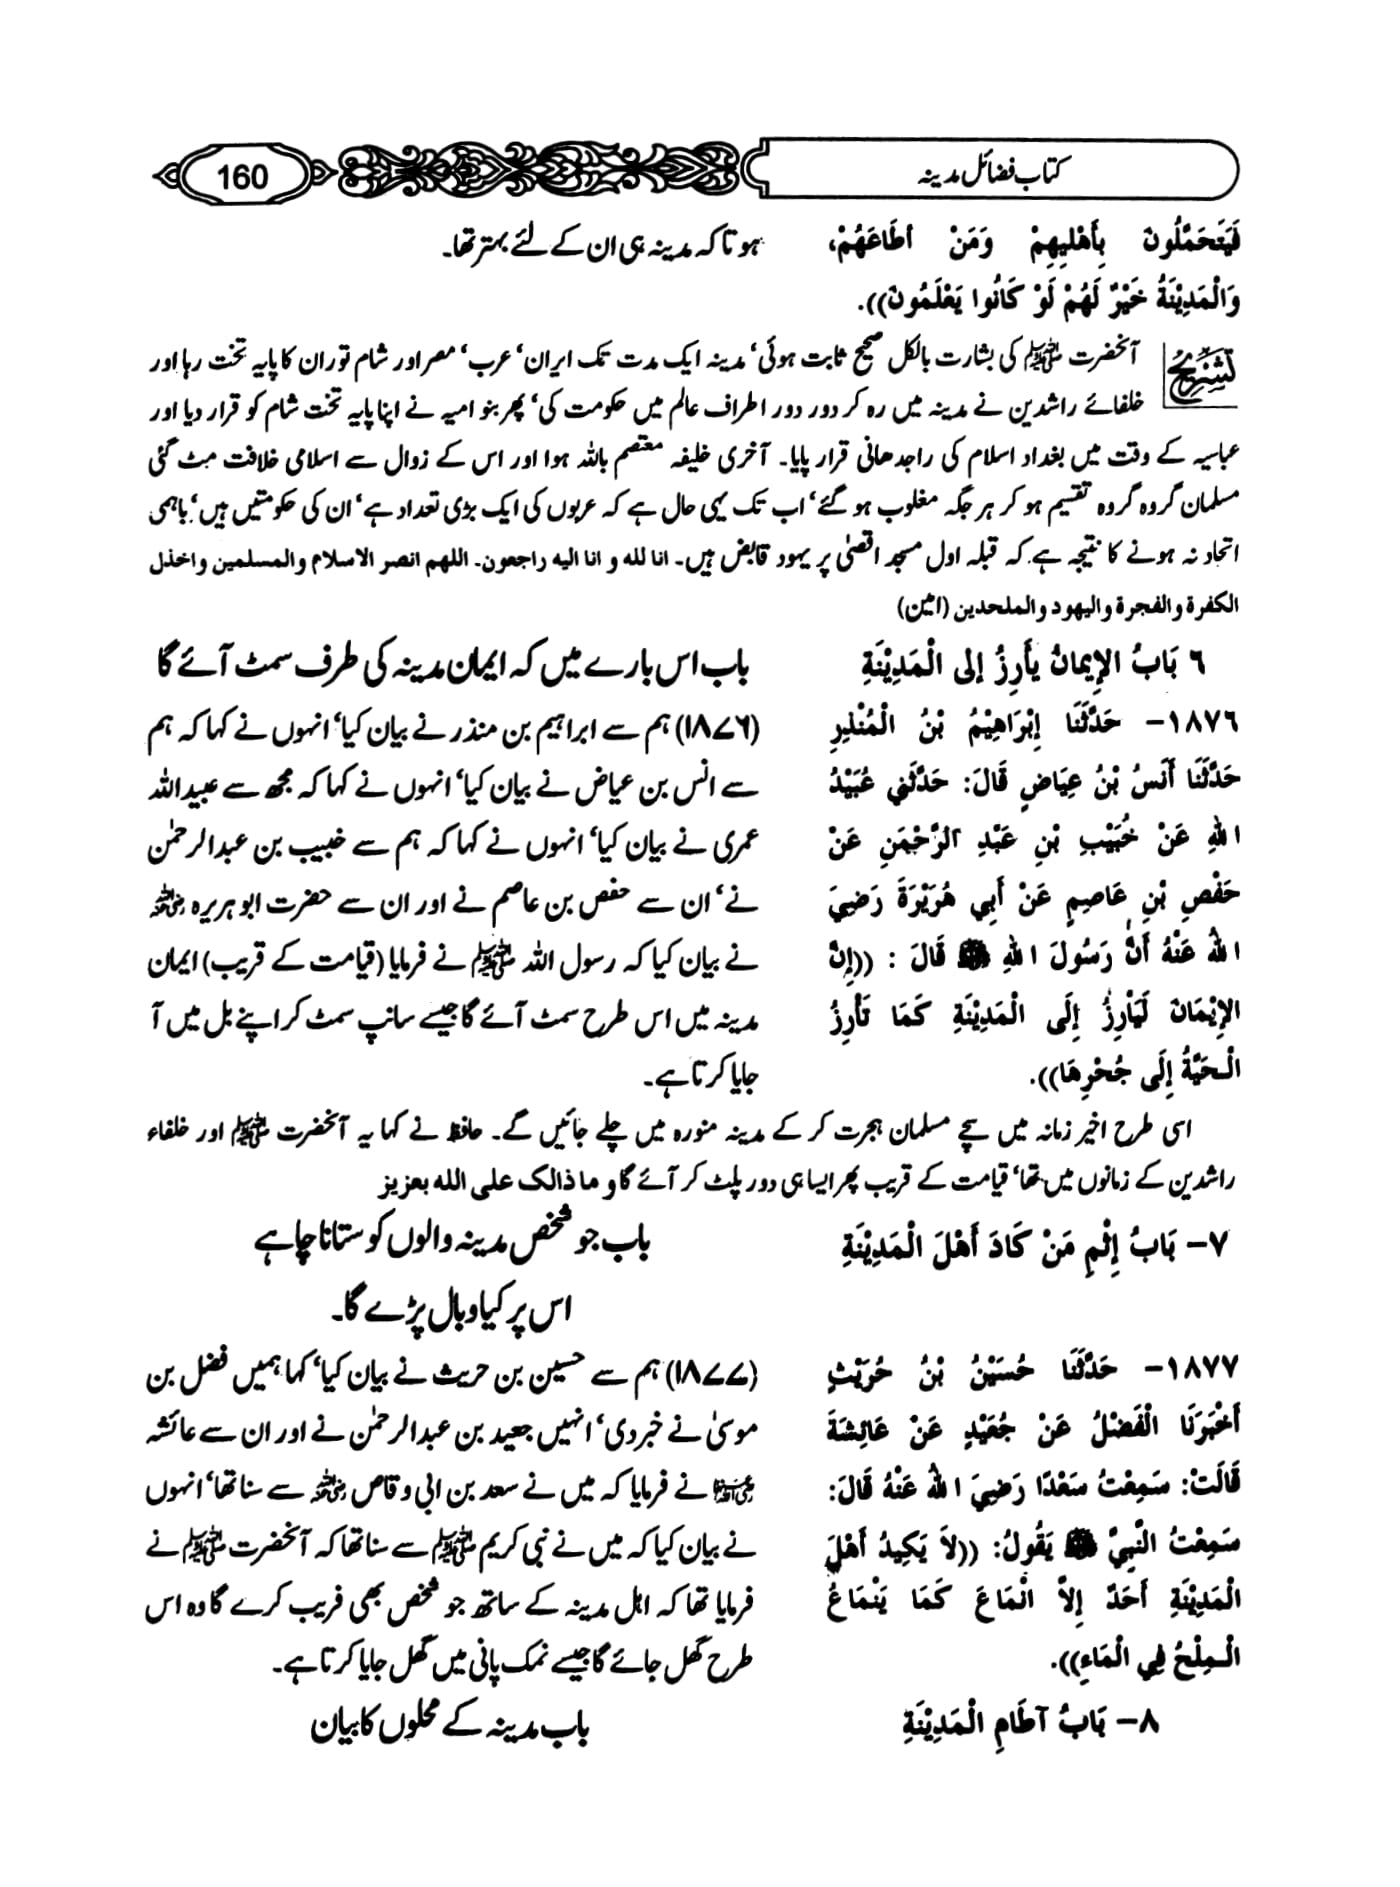 160
کتاب فضائل مدینہ
فَيَتَحَمَّلُونَ بِأَهْلِيهِمْ وَمَنْ أَطَاعَهُمْ،
وَالْمَدِيْنَةُ خَيْرٌ لَهُمْ لَوْ كَانُوا يَعْلَمُونَ)).
ہوتا کہ مدینہ ہی ان کے لئے بہتر تھا۔
تشریح آنحضرت ﷺ کی بشارت بالکل صحیح ثابت ہوئی‘ مدینہ ایک مدت تک ایران‘ عرب‘ مصر اور شام توران کا پایہ تخت رہا اور
خلفائے راشدین نے مدینہ میں رہ کر دور دور اطراف عالم میں حکومت کی‘ پھر بنو امیہ نے اپنا پایہ تخت شام کو قرار دیا اور
عباسیہ کے وقت میں بغداد اسلام کی راجدھانی قرار پایا۔ آخری خلیفہ معتصم باللہ ہوا اور اس کے زوال سے اسلامی خلافت مٹ گئی
مسلمان گروہ گروہ تقسیم ہو کر ہر جگہ مغلوب ہو گئے‘ اب تک یہی حال ہے کہ عربوں کی ایک بڑی تعداد ہے‘ ان کی حکومتیں ہیں‘ باہمی
اتحاد نہ ہونے کا نتیجہ ہے کہ قبلہ اول مسجد اقصیٰ پر یہود قابض ہیں۔ انا للہ و انا الیہ راجعون۔ اللهم انصر الاسلام والمسلمین واخذل
الکفرة والفجرة والیهود والملحدین (امین)
٦ بَابُ الإِيمَانُ يَأرِزُ إِلى الْمَدِيْنَةِ
باب اس بارے میں کہ ایمان مدینہ کی طرف سمٹ آئے گا
١٨٧٦- حَدَّثَنَا إِبْرَاهِيْمُ بْنُ الْمُنْذِرِ
حَدَّثَنَا أَنَسُ بْنُ عِيَاضٍ قَالَ: حَدَّثَنِي عُبَيْدُ
اللهِ عَنْ خُبَيْبِ بْنِ عَبْدِ الرَّحْمَنِ عَنْ
حَفْصِ بْنِ عَاصِمٍ عَنْ أَبِي هُرَيْرَةَ رَضِيَ
اللهُ عَنْهُ أَنَّ رَسُولَ اللهِ ﷺ قَالَ : ((إِنَّ
الإِيْمَانَ لَيَأْرِزُ إِلَى الْمَدِيْنَةِ كَمَا تَأْرِزُ
الْحَيَّةُ إِلَى جُحْرِهَا)).
(۱۸۷۶) ہم سے ابراہیم بن منذر نے بیان کیا‘ انہوں نے کہا کہ ہم
سے انس بن عیاض نے بیان کیا‘ انہوں نے کہا کہ مجھ سے عبیداللہ
عمری نے بیان کیا‘ انہوں نے کہا کہ ہم سے خبیب بن عبدالرحمٰن
نے‘ ان سے حفص بن عاصم نے اور ان سے حضرت ابو ہریرہ رضی اللہ عنہ
نے بیان کیا کہ رسول اللہ ﷺ نے فرمایا (قیامت کے قریب) ایمان
مدینہ میں اس طرح سمٹ آئے گا جیسے سانپ سمٹ کر اپنے بل میں آ
جایا کرتا ہے۔
اسی طرح اخیر زمانہ میں سچے مسلمان ہجرت کر کے مدینہ منورہ میں چلے جائیں گے۔ حافظ نے کہا یہ آنحضرت ﷺ اور خلفاء
راشدین کے زمانوں میں تھا‘ قیامت کے قریب پھر ایسا ہی دور پلٹ کر آئے گا و ما ذالک علی اللہ بعزیز
٧- بَابُ إِثْمِ مَنْ كَادَ أَهْلَ الْمَدِيْنَةِ
باب جو شخص مدینہ والوں کو ستانا چاہے
اس پر کیا وبال پڑے گا۔
١٨٧٧- حَدَّثَنَا حُسَيْنُ بْنُ حُرَيْثٍ
أَخْبَرَنَا الْفَضْلُ عَنْ جُعَيْدٍ عَنْ عَائِشَةَ
قَالَتْ: سَمِعْتُ سَعْدًا رَضِيَ اللهُ عَنْهُ قَالَ:
سَمِعْتُ النَّبِيَّ ﷺ يَقُولُ: ((لاَ يَكِيدُ أَهْلَ
الْمَدِيْنَةِ أَحَدٌ إِلاَّ انْمَاعَ كَمَا يَنْمَاعُ
الْمِلْحُ فِي الْمَاءِ)).
(۱۸۷۷) ہم سے حسین بن حریث نے بیان کیا‘ کہا ہمیں فضل بن
موسیٰ نے خبر دی‘ انہیں جعید بن عبدالرحمٰن نے اور ان سے عائشہ
رضی اللہ عنہا نے فرمایا کہ میں نے سعد بن ابی وقاص رضی اللہ عنہ سے سنا تھا‘ انہوں
نے بیان کیا کہ میں نے نبی کریم ﷺ سے سنا تھا کہ آنحضرت ﷺ نے
فرمایا تھا کہ اہل مدینہ کے ساتھ جو شخص بھی فریب کرے گا وہ اس
طرح گھل جائے گا جیسے نمک پانی میں گھل جایا کرتا ہے۔
٨- بَابُ آطَامِ الْمَدِيْنَةِ
باب مدینہ کے محلوں کا بیان